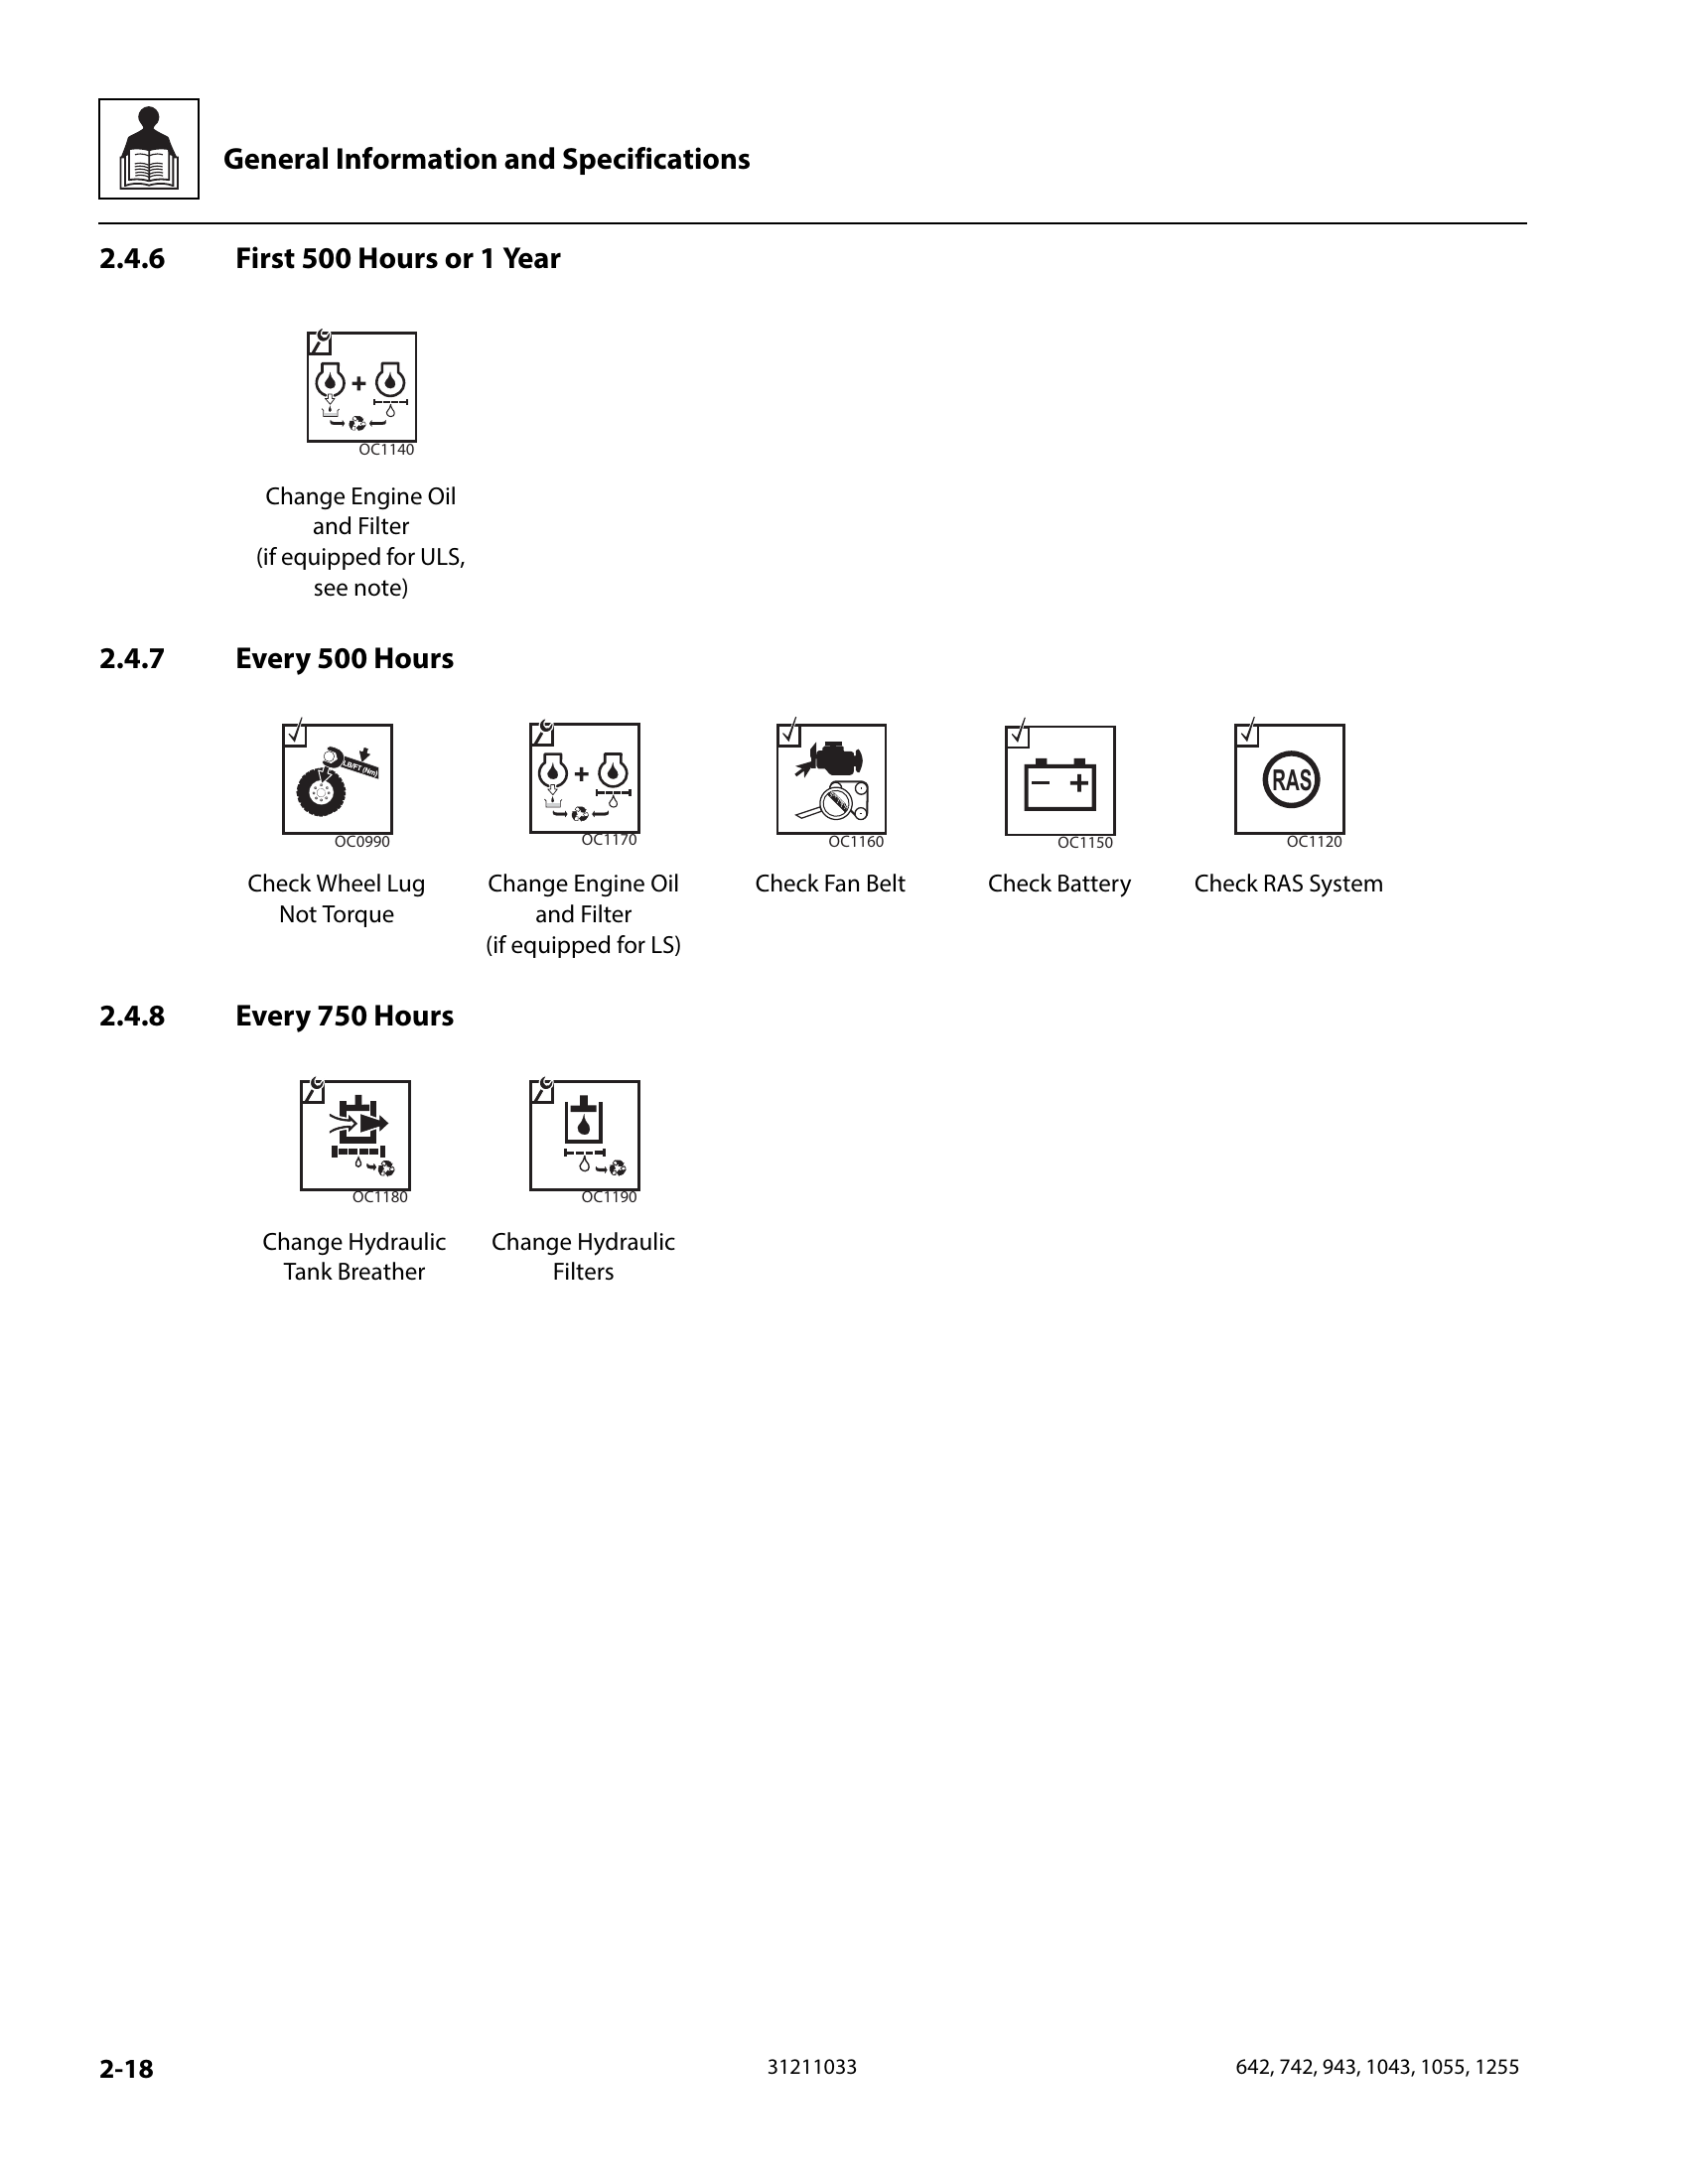 General Information and Specifications
2.4.6 First 500 Hours or 1 Year
+
OC1140
Change Engine Oil
and Filter
(if equipped for ULS,
see note)
2.4.7 Every 500 Hours
LB/FT (Nm)
OC0990
Check Wheel Lug
Not Torque
+
OC1170
Change Engine Oil
and Filter
(if equipped for LS)
OC1160
Check Fan Belt
− +
OC1150
Check Battery
RAS
OC1120
Check RAS System
2.4.8 Every 750 Hours
OC1180
Change Hydraulic
Tank Breather
OC1190
Change Hydraulic
Filters
2-18 31211033 642, 742, 943, 1043, 1055, 1255